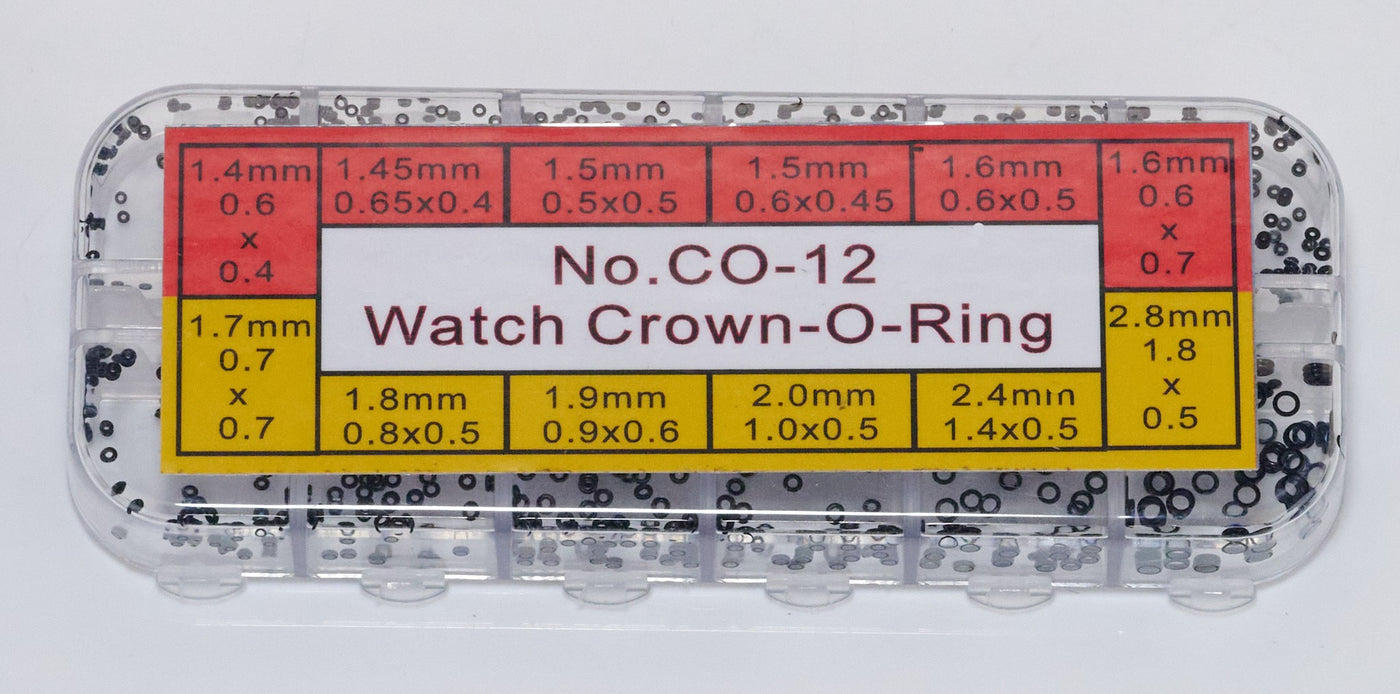 1.4mm
0.6
x
0.4
1.45mm
0.65x0.4
1.5mm
0.5x0.5
1.5mm
0.6x0.45
1.6mm
0.6x0.5
1.6mm
0.6
x
0.7
No.CO-12
Watch Crown-O-Ring
1.7mm
0.7
x
0.7
1.8mm
0.8x0.5
1.9mm
0.9x0.6
2.0mm
1.0x0.5
2.4mm
1.4x0.5
2.8mm
1.8
x
0.5